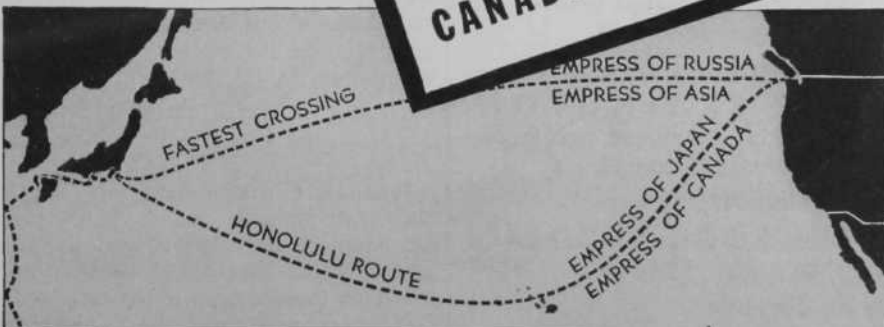 CANAD
EMPRESS OF RUSSIA
EMPRESS OF ASIA
FASTEST CROSSING
HONOLULU ROUTE
EMPRESS OF JAPAN
EMPRESS OF CANADA